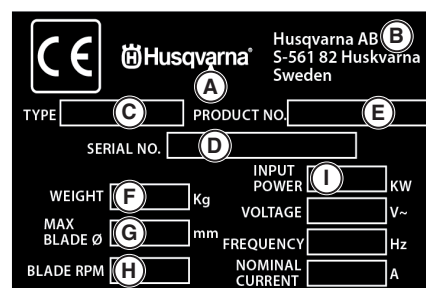 CE
Husqvarna®
A
Husqvarna AB B
S-561 82 Huskvarna
Sweden
TYPE C PRODUCT NO. E
SERIAL NO. D
WEIGHT F Kg
INPUT POWER I KW
MAX BLADE Ø G mm
VOLTAGE V~
FREQUENCY Hz
BLADE RPM H
NOMINAL CURRENT A